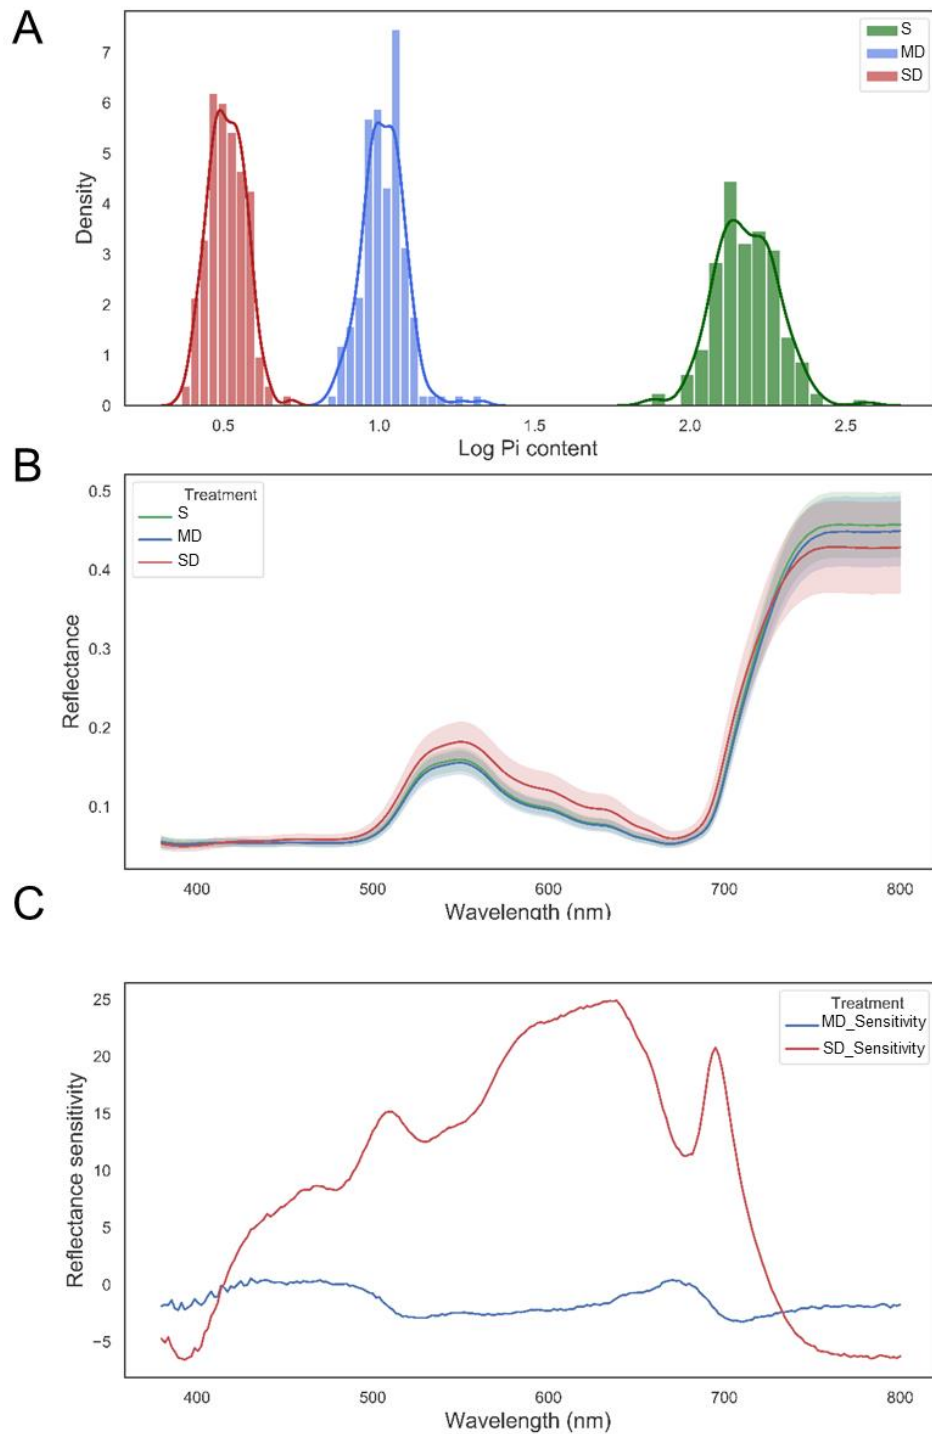 A
7
6
5
4
3
2
1
0
Density
S
MD
SD
0.5
1.0
1.5
2.0
2.5
Log Pi content
B
0.5
0.4
0.3
0.2
0.1
Reflectance
Treatment
S
MD
SD
400
500
600
700
800
Wavelength (nm)
C
25
20
15
10
5
0
−5
Reflectance sensitivity
Treatment
MD_Sensitivity
SD_Sensitivity
400
500
600
700
800
Wavelength (nm)